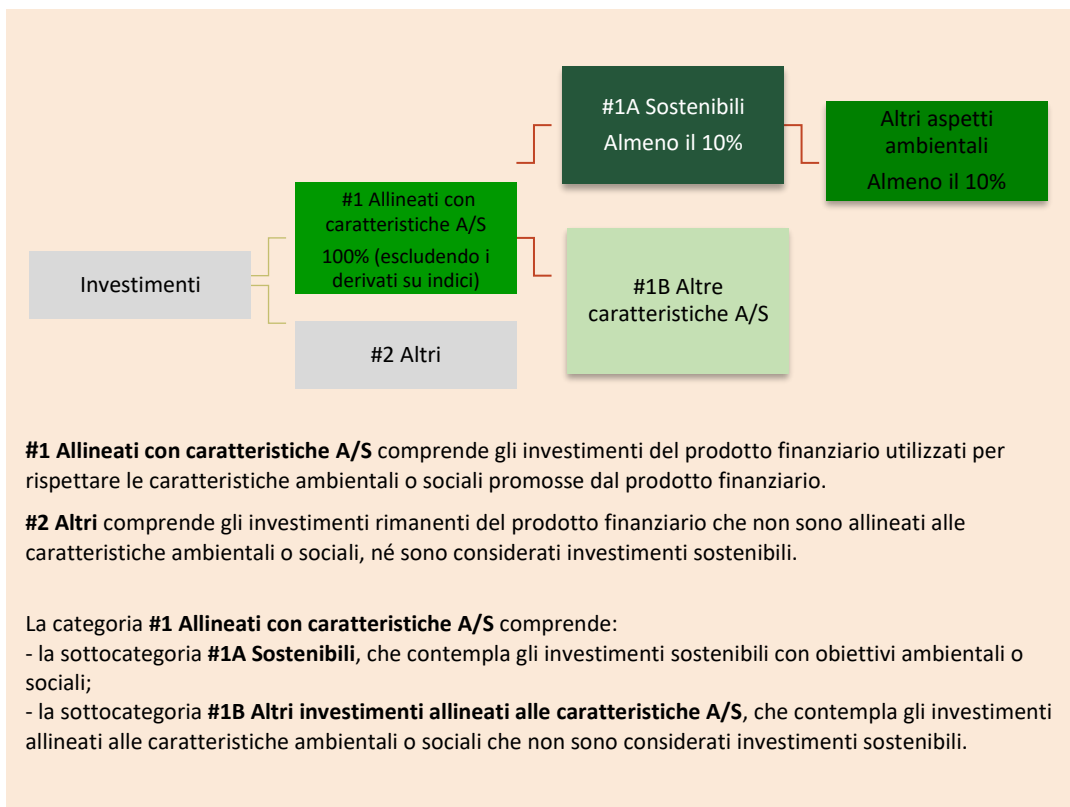 #1A Sostenibili
Almeno il 10%
Altri aspetti
ambientali
Almeno il 10%
#1 Allineati con
caratteristiche A/S
100% (escludendo i
derivati su indici)
Investimenti
#1B Altre
caratteristiche A/S
#2 Altri
#1 Allineati con caratteristiche A/S comprende gli investimenti del prodotto finanziario utilizzati per
rispettare le caratteristiche ambientali o sociali promosse dal prodotto finanziario.
#2 Altri comprende gli investimenti rimanenti del prodotto finanziario che non sono allineati alle
caratteristiche ambientali o sociali, né sono considerati investimenti sostenibili.
La categoria #1 Allineati con caratteristiche A/S comprende:
- la sottocategoria #1A Sostenibili, che contempla gli investimenti sostenibili con obiettivi ambientali o
sociali;
- la sottocategoria #1B Altri investimenti allineati alle caratteristiche A/S, che contempla gli investimenti
allineati alle caratteristiche ambientali o sociali che non sono considerati investimenti sostenibili.